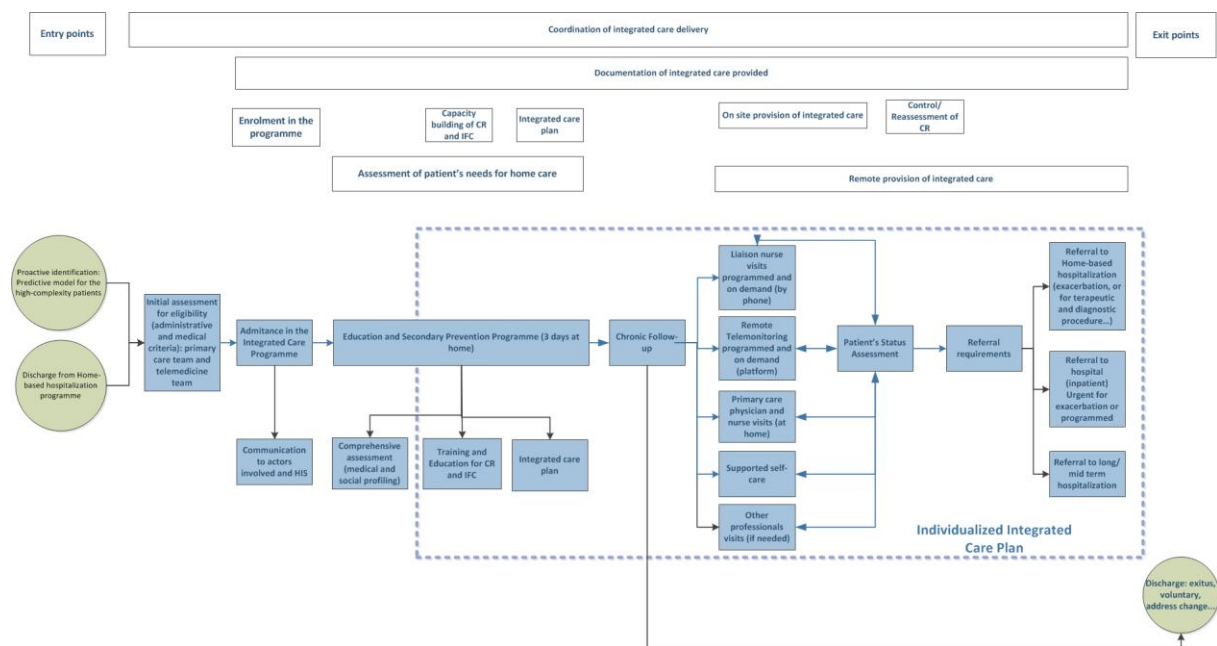 Entry points
Coordination of integrated care delivery
Exit points
Documentation of integrated care provided
Enrolment in the
programme
Capacity
building of CR
and IFC
Integrated care
plan
On site provision of integrated care
Control/
Reassessment of
CR
Assessment of patient's needs for home care
Remote provision of integrated care
Proactive identification:
Predictive model for the
high-complexity patients
Discharge from Home-
based hospitalization
programme
Initial assessment
for eligibility
(administrative and
medical criteria):
primary care team and
telemedicine
team
Admitance in the
Integrated Care
Programme
Education and Secondary Prevention Programme (3 days at
home)
Chronic Follow-
up
Communication
to actors
involved and HIS
Comprehensive
assessment
(medical and
social profiling)
Training and
Education for CR
and IFC
Integrated care
plan
Liaison nurse
visits programmed
and on demand (by
phone)
Remote
Telemonitoring
programmed and
on demand
(platform)
Primary care
physician and
nurse visits (at
home)
Supported self-
care
Other
professionals
visits (if needed)
Patient's Status
Assessment
Referral
requirements
Referral to
Home-based
hospitalization
(exacerbation, or
for terapeutic
and diagnostic
procedure...)
Referral to
hospital
(inpatient)
Urgent for
exacerbation or
programmed
Referral to long/
mid term
hospitalization
Individualized Integrated
Care Plan
Discharge: exitus,
voluntary,
address change....